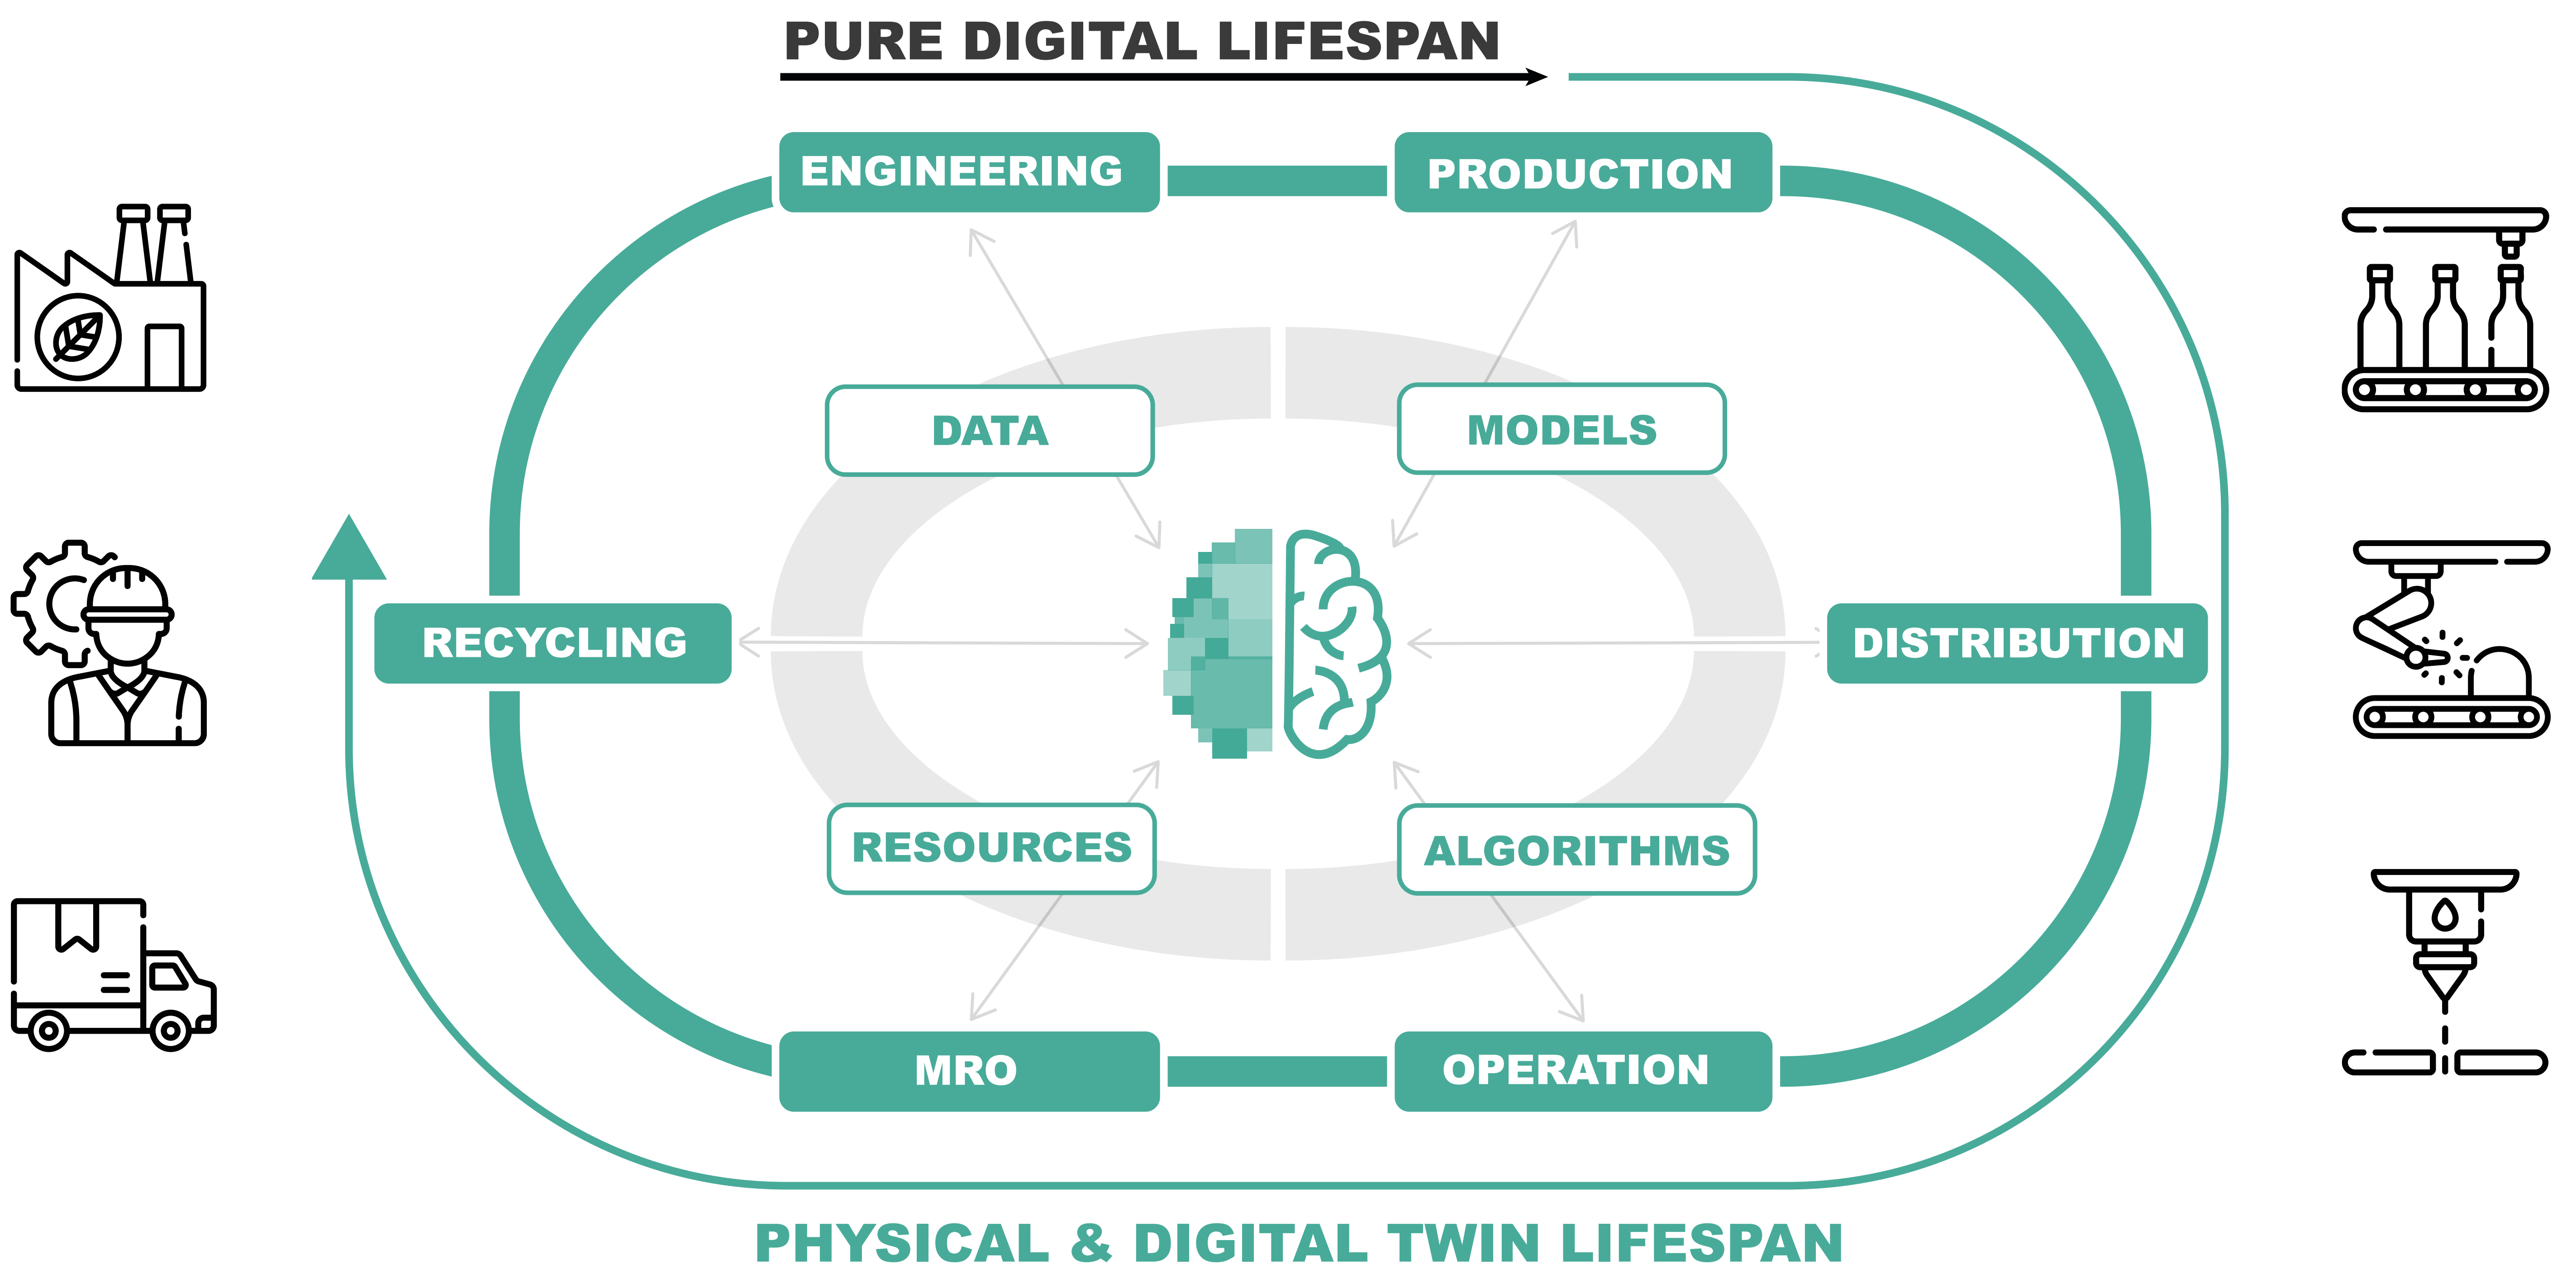 PURE DIGITAL LIFESPAN
ENGINEERING
PRODUCTION
DATA
MODELS
RECYCLING
DISTRIBUTION
RESOURCES
ALGORITHMS
MRO
OPERATION
PHYSICAL & DIGITAL TWIN LIFESPAN